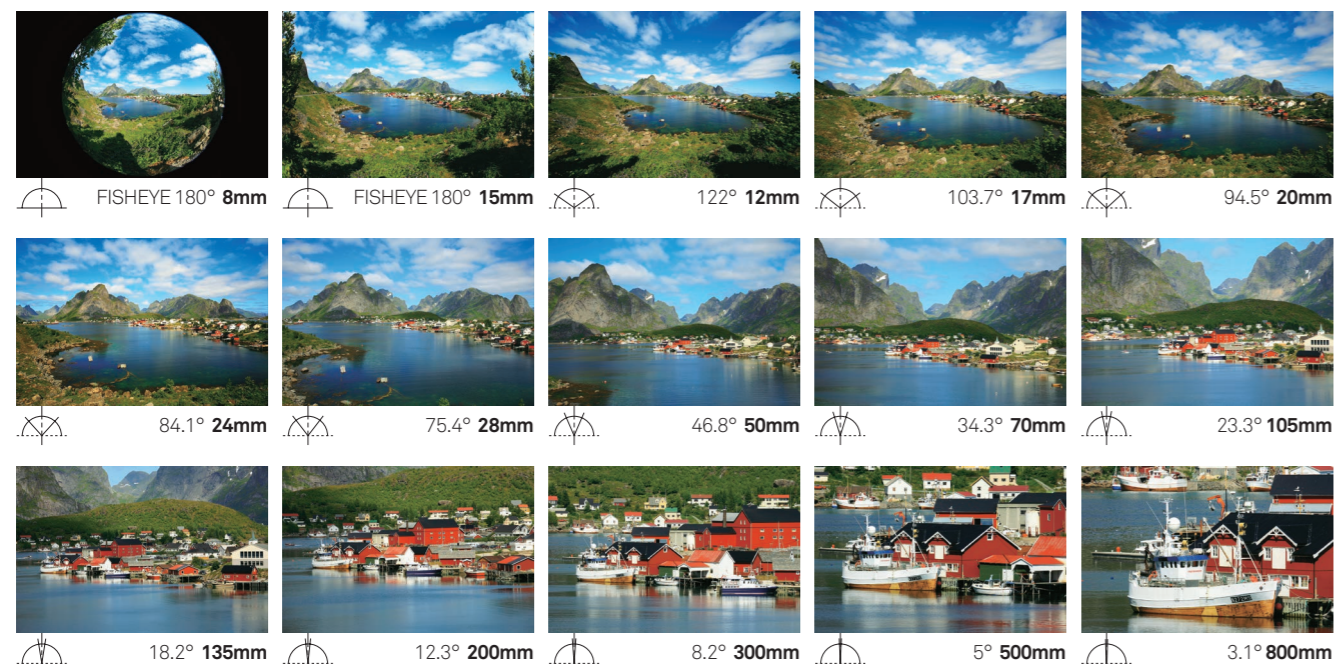 FISHEYE 180° 8mm
FISHEYE 180° 15mm
122° 12mm
103.7° 17mm
94.5° 20mm
84.1° 24mm
75.4° 28mm
46.8° 50mm
34.3° 70mm
23.3° 105mm
18.2° 135mm
12.3° 200mm
8.2° 300mm
5° 500mm
3.1° 800mm